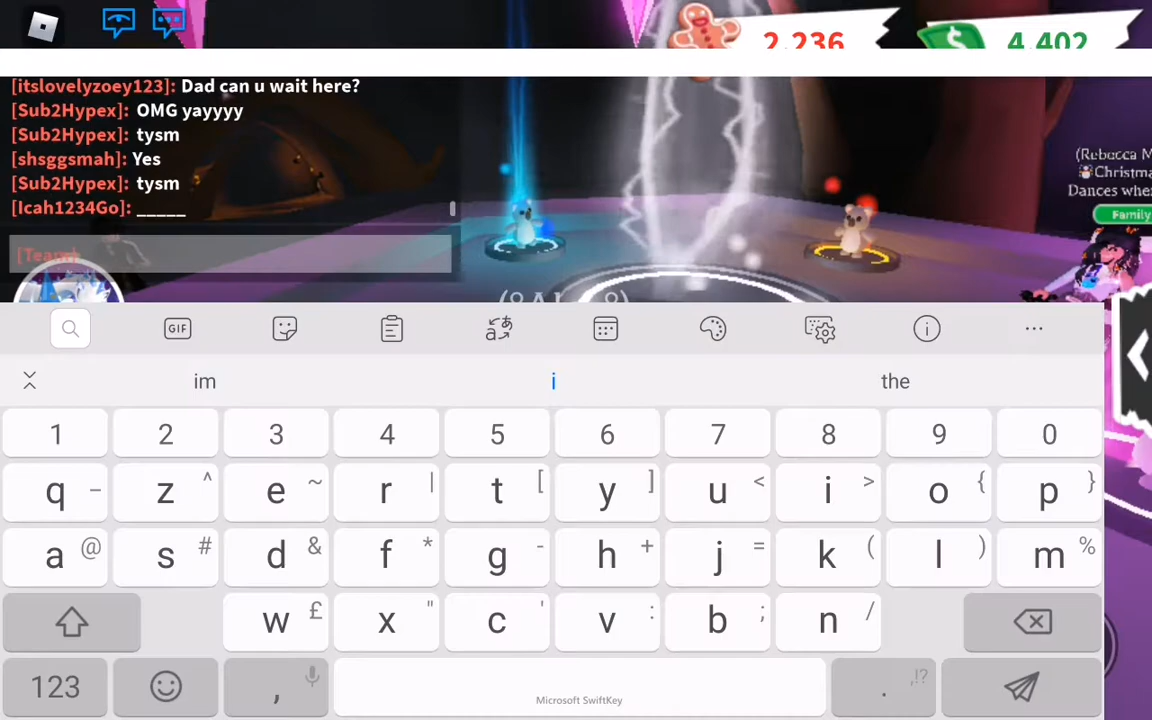 2.236
4.402
[itslovelyzoey123]: Dad can u wait here?
[Sub2Hypex]: OMG yayyyy
[Sub2Hypex]: tysm
[shsggsmah]: Yes
[Sub2Hypex]: tysm
[Icah1234Go]: _____
[Team]
(Rebecca M
Christma
Dances whe
Family
GIF
im i the
1 2 3 4 5 6 7 8 9 0
q _ z ^ e ~ r | t [ y ] u < i > o { p }
a @ s # d & f * g - h + j = k ( l ) m %
w £ x " c ' v : b ; n /
123 , . ,!?
Microsoft SwiftKey